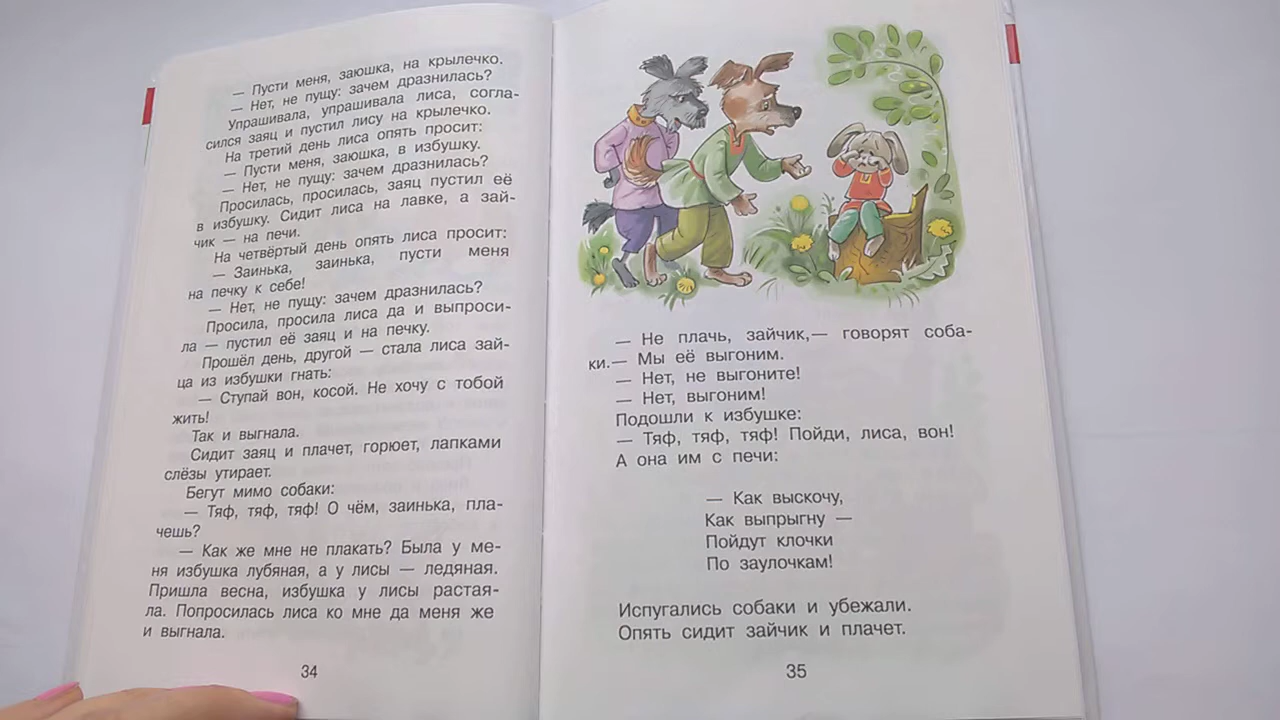 — Пусти меня, заюшка, на крылечко.
— Нет, не пущу: зачем дразнилась?
Упрашивала, упрашивала лиса, согла-
сился заяц и пустил лису на крылечко.
На третий день лиса опять просит:
— Пусти меня, заюшка, в избушку.
— Нет, не пущу: зачем дразнилась?
Просилась, просилась, заяц пустил её
в избушку. Сидит лиса на лавке, а зай-
чик — на печи.
На четвёртый день опять лиса просит:
— Заинька, заинька, пусти меня
на печку к себе!
— Нет, не пущу: зачем дразнилась?
Просила, просила лиса да и выпроси-
ла — пустил её заяц и на печку.
Прошёл день, другой — стала лиса зай-
ца из избушки гнать:
— Ступай вон, косой. Не хочу с тобой
жить!
Так и выгнала.
Сидит заяц и плачет, горюет, лапками
слёзы утирает.
Бегут мимо собаки:
— Тяф, тяф, тяф! О чём, заинька, пла-
чешь?
— Как же мне не плакать? Была у ме-
ня избушка лубяная, а у лисы — ледяная.
Пришла весна, избушка у лисы растая-
ла. Попросилась лиса ко мне да меня же
и выгнала.
34
— Не плачь, зайчик,— говорят соба-
ки.— Мы её выгоним.
— Нет, не выгоните!
— Нет, выгоним!
Подошли к избушке:
— Тяф, тяф, тяф! Пойди, лиса, вон!
А она им с печи:
— Как выскочу,
Как выпрыгну —
Пойдут клочки
По заулочкам!
Испугались собаки и убежали.
Опять сидит зайчик и плачет.
35